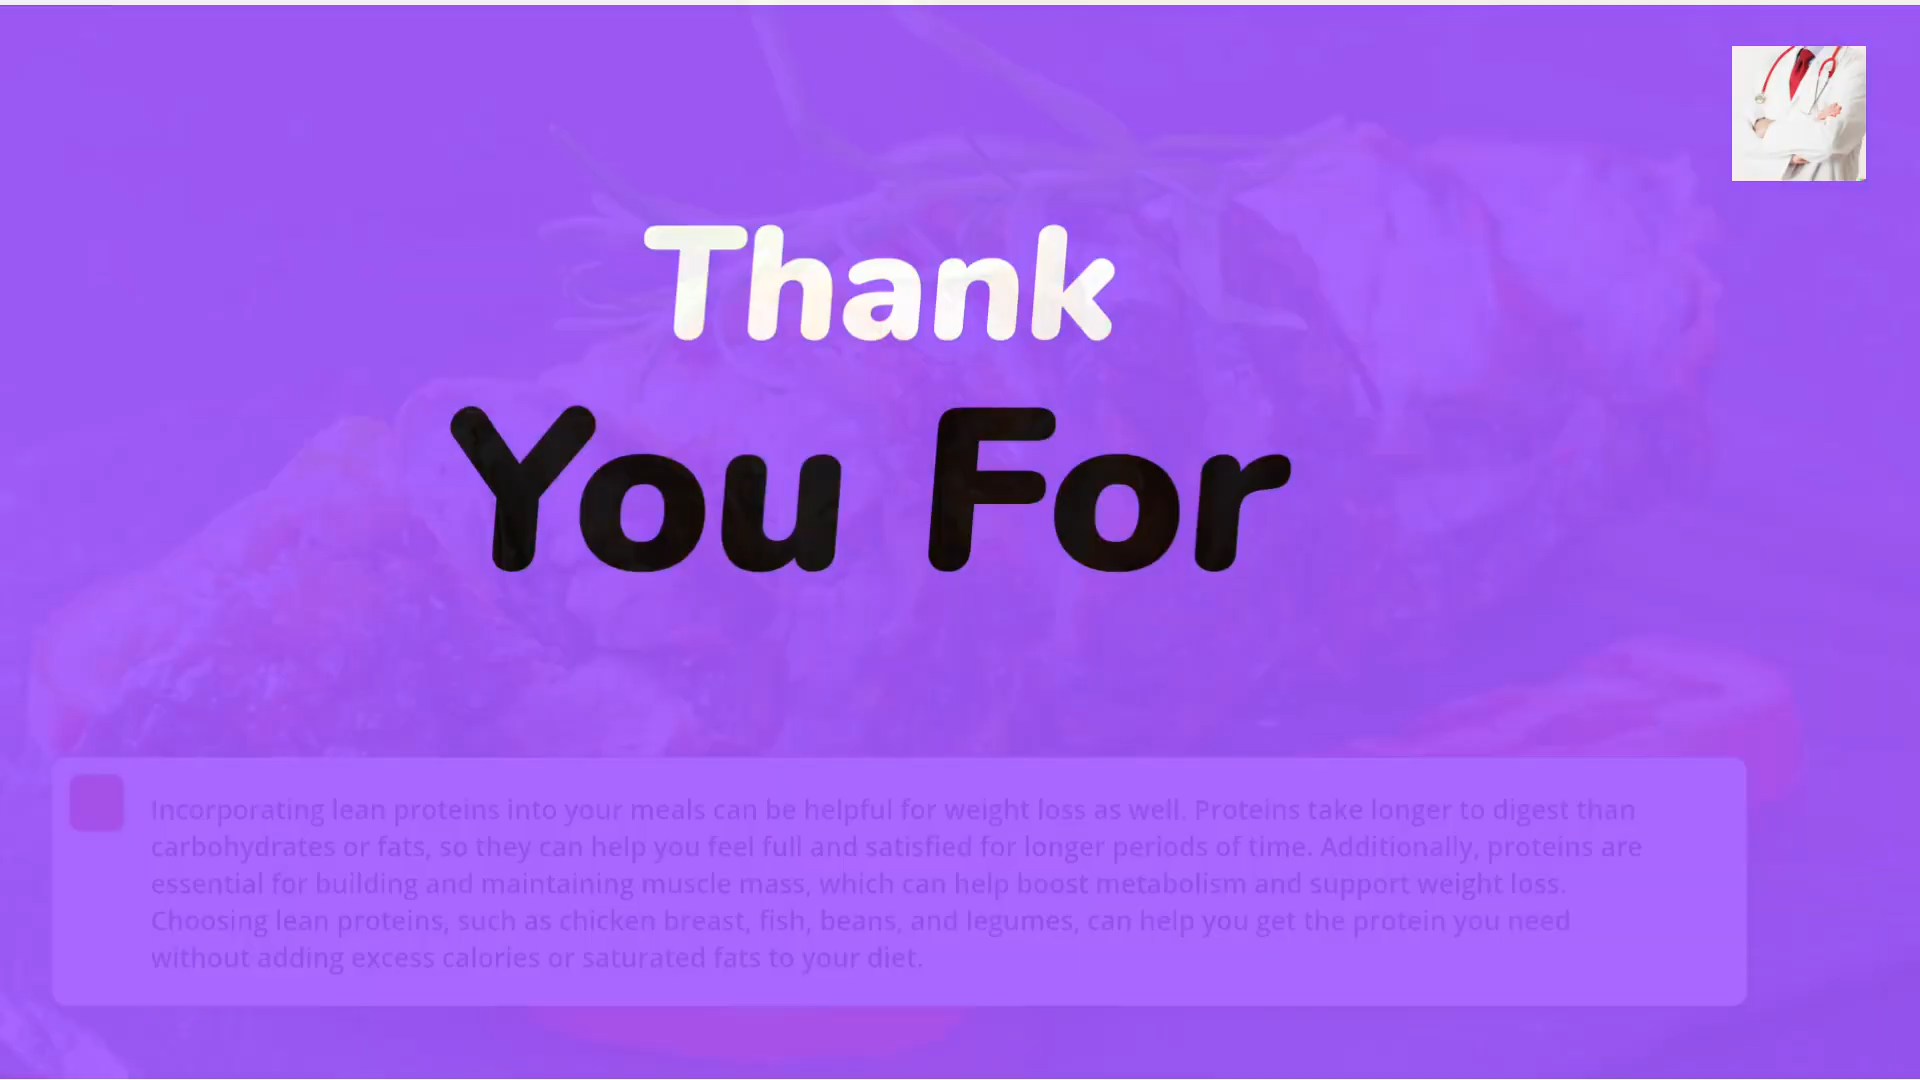 Thank
You For
Incorporating lean proteins into your meals can be helpful for weight loss as well. Proteins take longer to digest than
carbohydrates or fats, so they can help you feel full and satisfied for longer periods of time. Additionally, proteins are
essential for building and maintaining muscle mass, which can help boost metabolism and support weight loss.
Choosing lean proteins, such as chicken breast, fish, beans, and legumes, can help you get the protein you need
without adding excess calories or saturated fats to your diet.